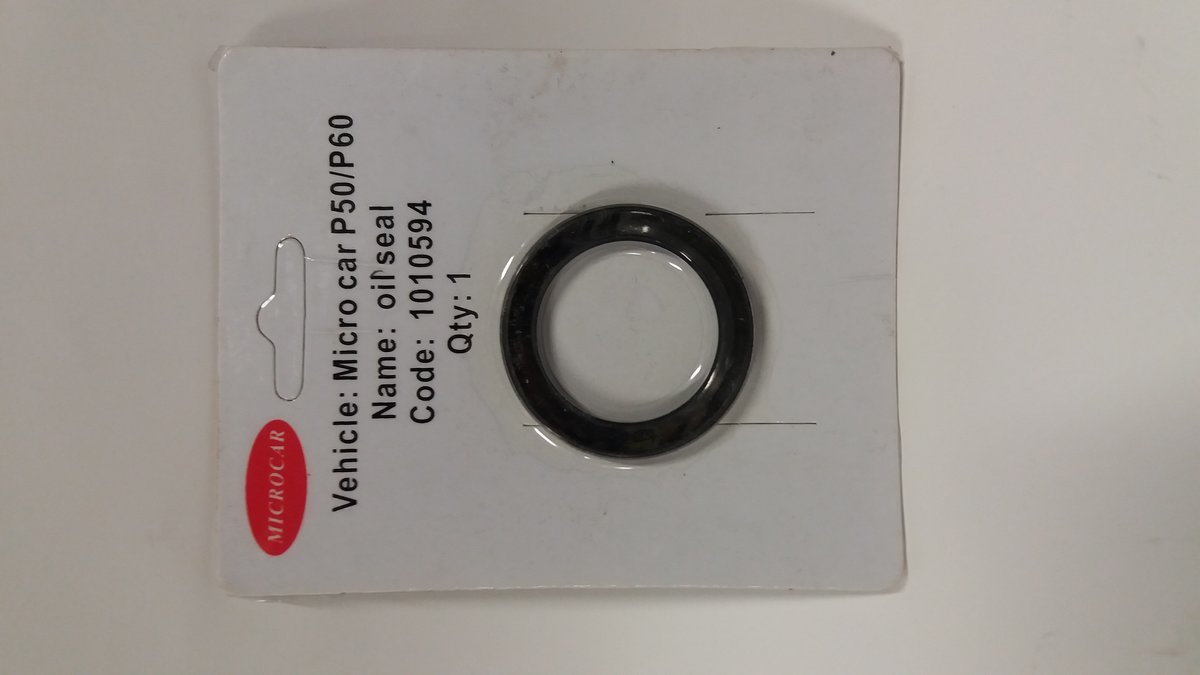 MICROCAR
Vehicle: Micro car P50/P60
Name: oil seal
Code: 1010594
Qty: 1